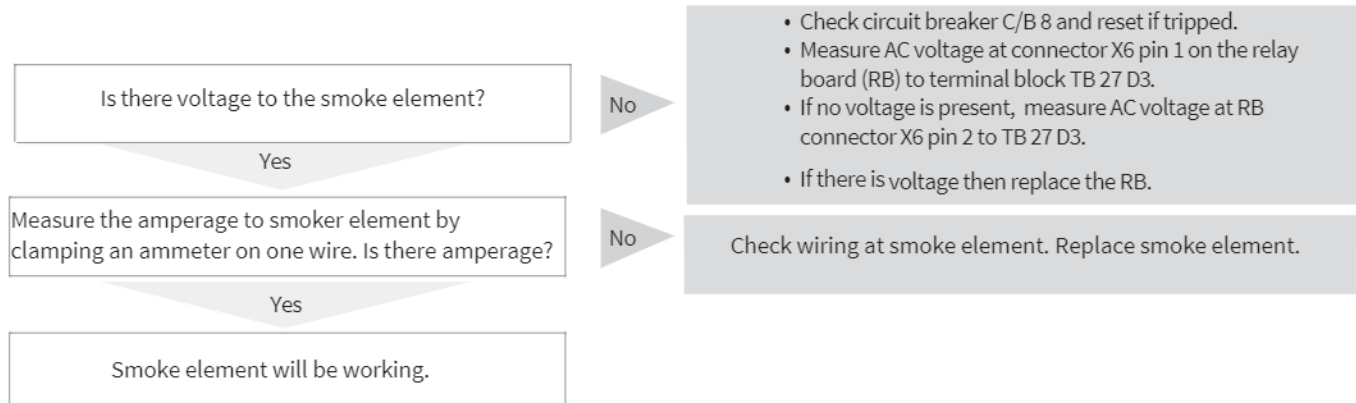 Is there voltage to the smoke element?
No
• Check circuit breaker C/B 8 and reset if tripped.
• Measure AC voltage at connector X6 pin 1 on the relay
board (RB) to terminal block TB 27 D3.
• If no voltage is present, measure AC voltage at RB
connector X6 pin 2 to TB 27 D3.
• If there is voltage then replace the RB.
Yes
Measure the amperage to smoker element by
clamping an ammeter on one wire. Is there amperage?
No
Check wiring at smoke element. Replace smoke element.
Yes
Smoke element will be working.